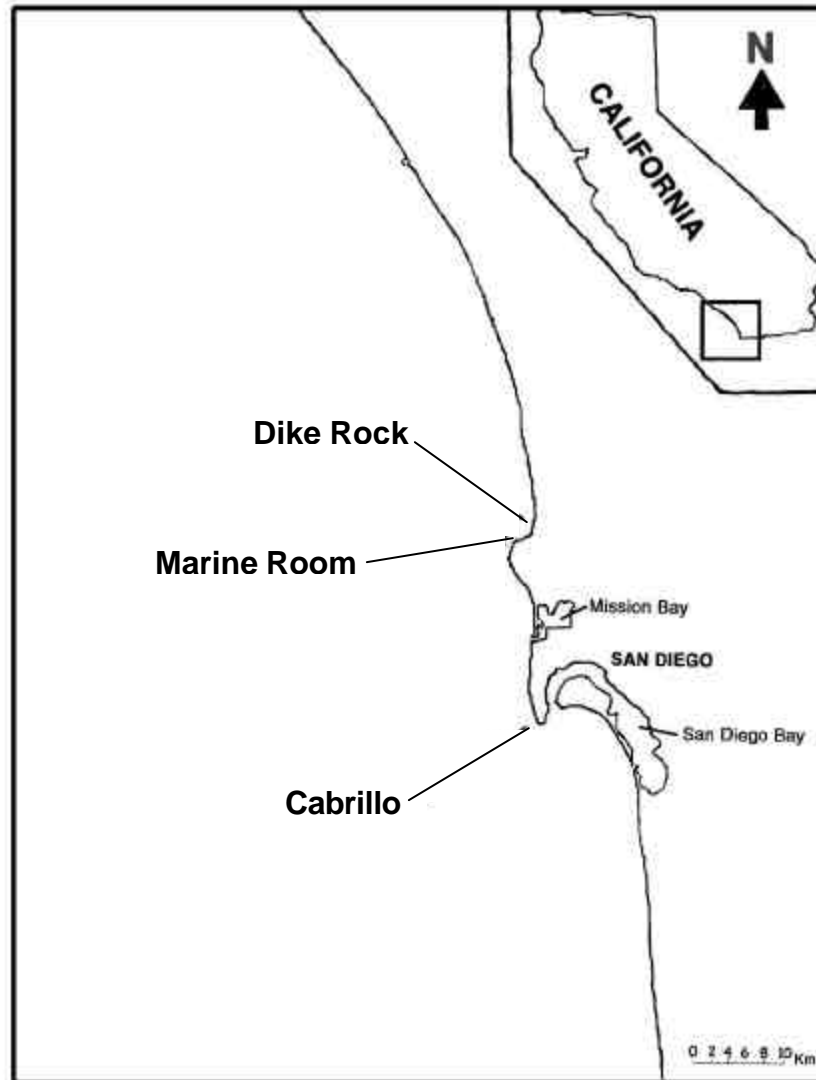 N
CALIFORNIA
Dike Rock
Marine Room
Mission Bay
SAN DIEGO
San Diego Bay
Cabrillo
0 2 4 6 8 10 Km